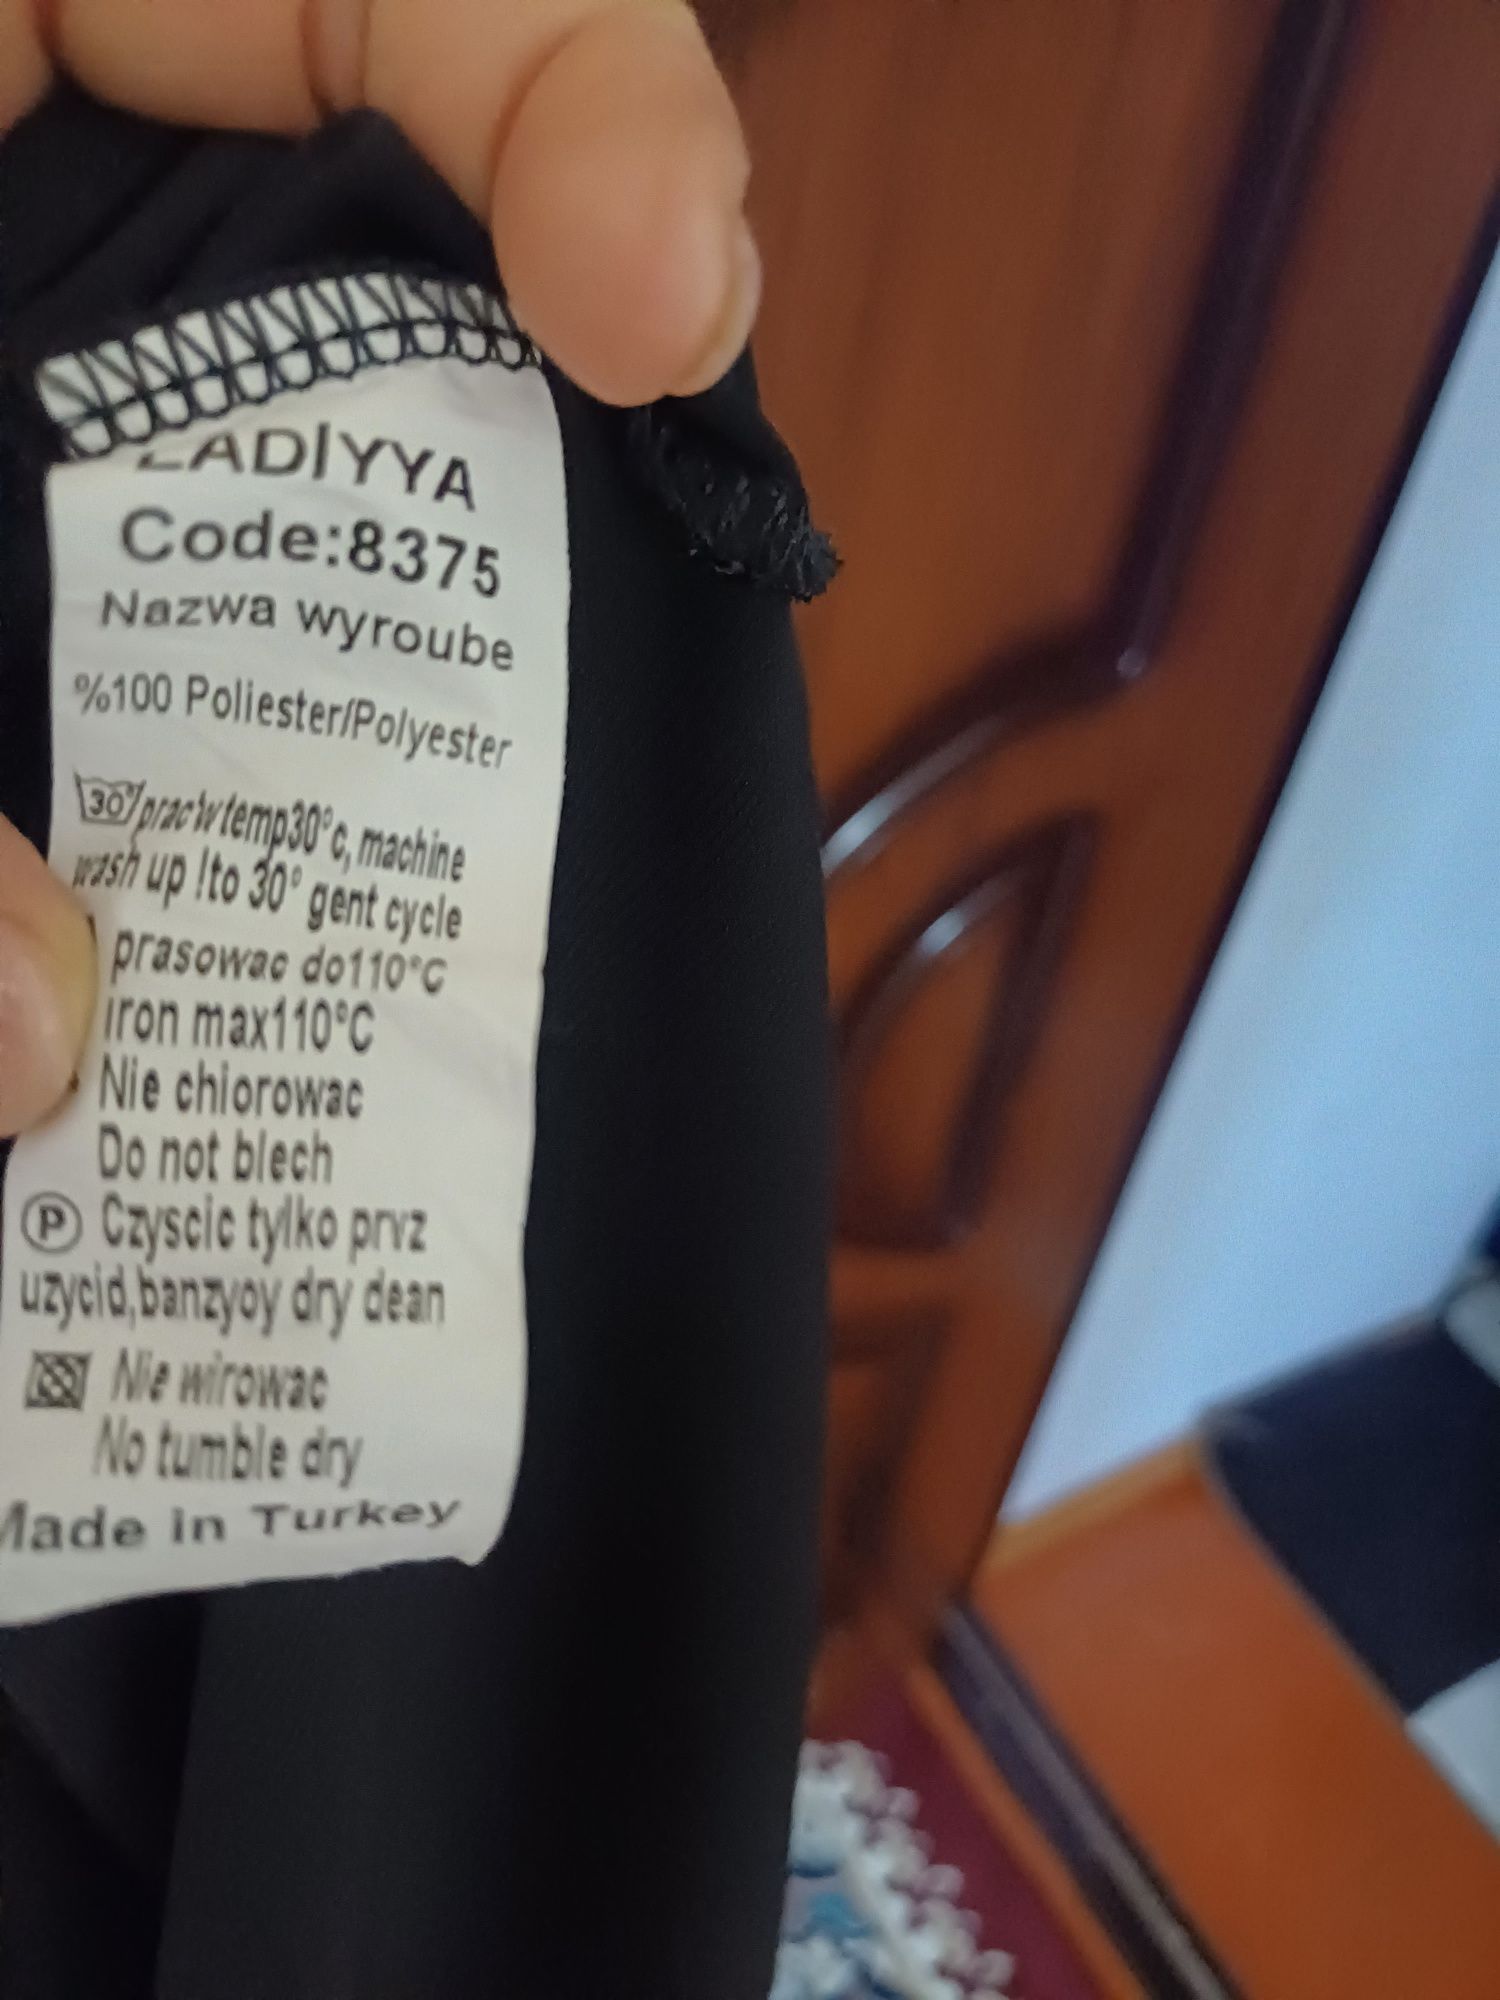 LADIYYA
Code:8375
Nazwa wyroube
%100 Poliester/Polyester
30° prac w temp30°c, machine
wash up !to 30° gent cycle
prasowac do110°C
iron max110°C
Nie chiorowac
Do not blech
P Czyscic tylko prvz
uzycid,banzyoy dry dean
Nie wirowac
No tumble dry
Made in Turkey